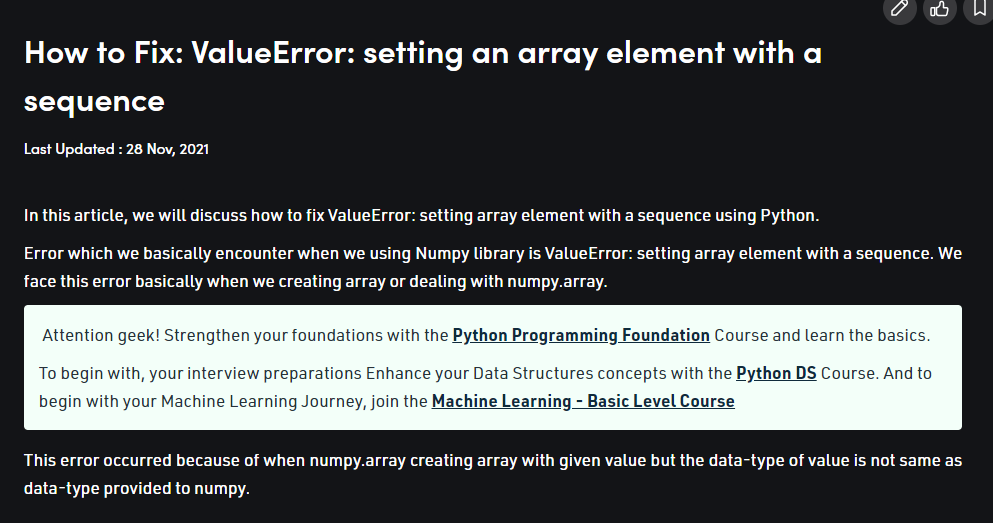 How to Fix: ValueError: setting an array element with a
sequence
Last Updated : 28 Nov, 2021
In this article, we will discuss how to fix ValueError: setting array element with a sequence using Python.
Error which we basically encounter when we using Numpy library is ValueError: setting array element with a sequence. We
face this error basically when we creating array or dealing with numpy.array.
Attention geek! Strengthen your foundations with the Python Programming Foundation Course and learn the basics.
To begin with, your interview preparations Enhance your Data Structures concepts with the Python DS Course. And to
begin with your Machine Learning Journey, join the Machine Learning - Basic Level Course
This error occurred because of when numpy.array creating array with given value but the data-type of value is not same as
data-type provided to numpy.